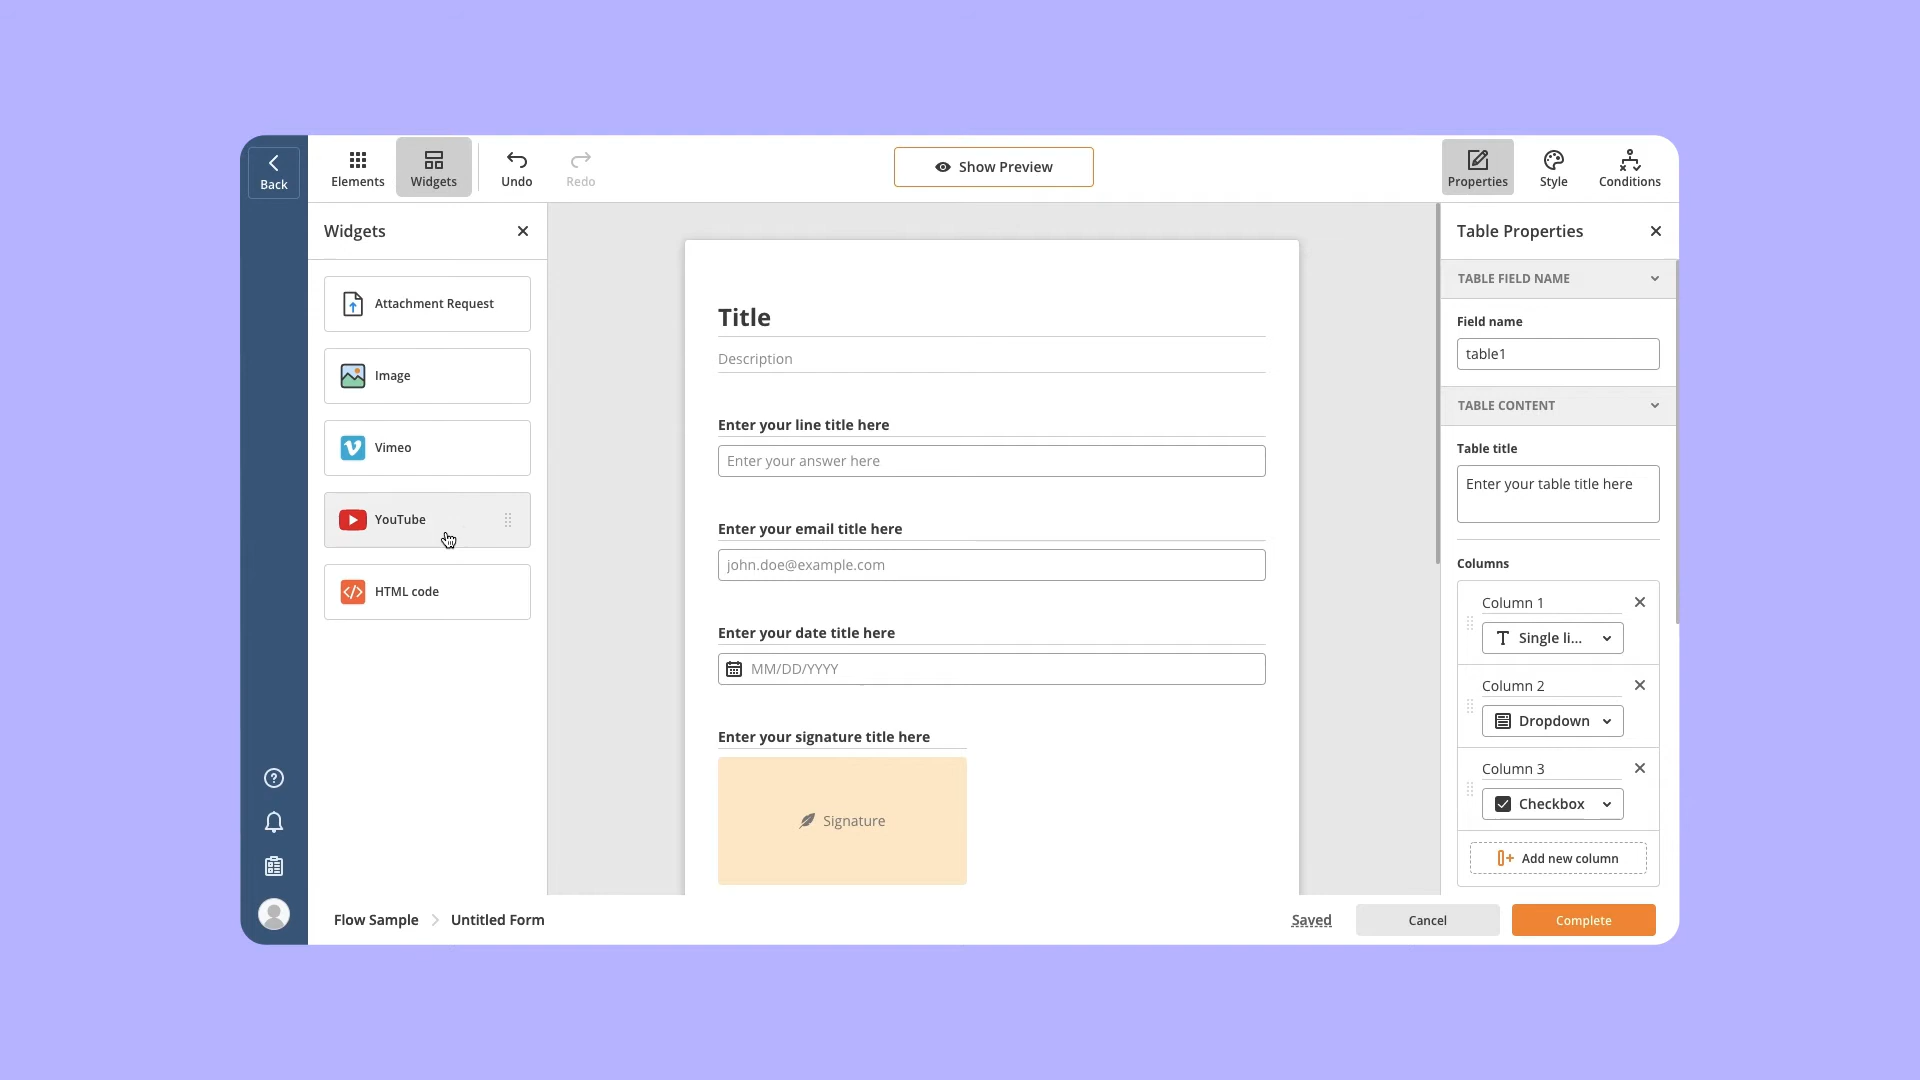 Back
Elements
Widgets
Undo
Redo
Show Preview
Properties
Style
Conditions
Widgets
Attachment Request
Image
Vimeo
YouTube
HTML code
Title
Description
Enter your line title here
Enter your answer here
Enter your email title here
john.doe@example.com
Enter your date title here
MM/DD/YYYY
Enter your signature title here
Signature
Table Properties
TABLE FIELD NAME
Field name
table1
TABLE CONTENT
Table title
Enter your table title here
Columns
Column 1
Single li...
Column 2
Dropdown
Column 3
Checkbox
Add new column
Flow Sample
Untitled Form
Saved
Cancel
Complete